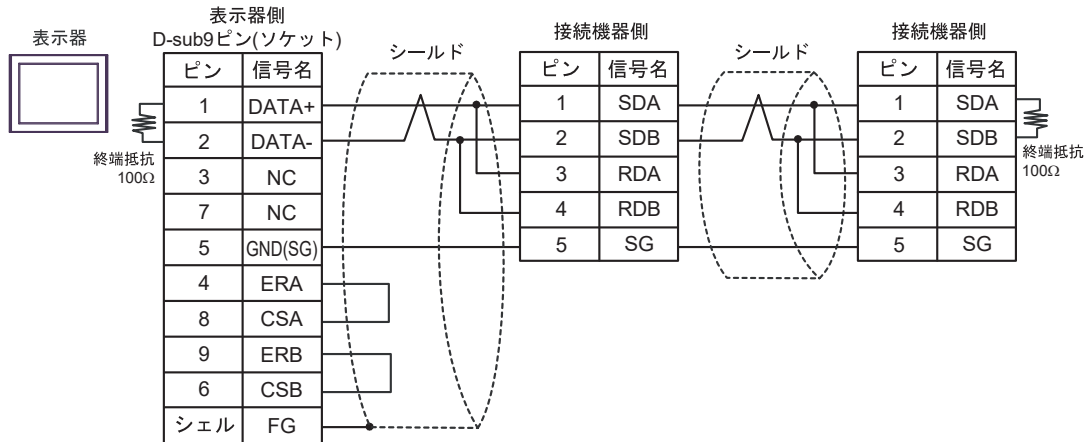 表示器
表示器側
D-sub9ピン(ソケット)
ピン 信号名
1 DATA+
2 DATA-
3 NC
7 NC
5 GND(SG)
4 ERA
8 CSA
9 ERB
6 CSB
シェル FG
終端抵抗
100Ω
シールド
接続機器側
ピン 信号名
1 SDA
2 SDB
3 RDA
4 RDB
5 SG
シールド
接続機器側
ピン 信号名
1 SDA
2 SDB
3 RDA
4 RDB
5 SG
終端抵抗
100Ω